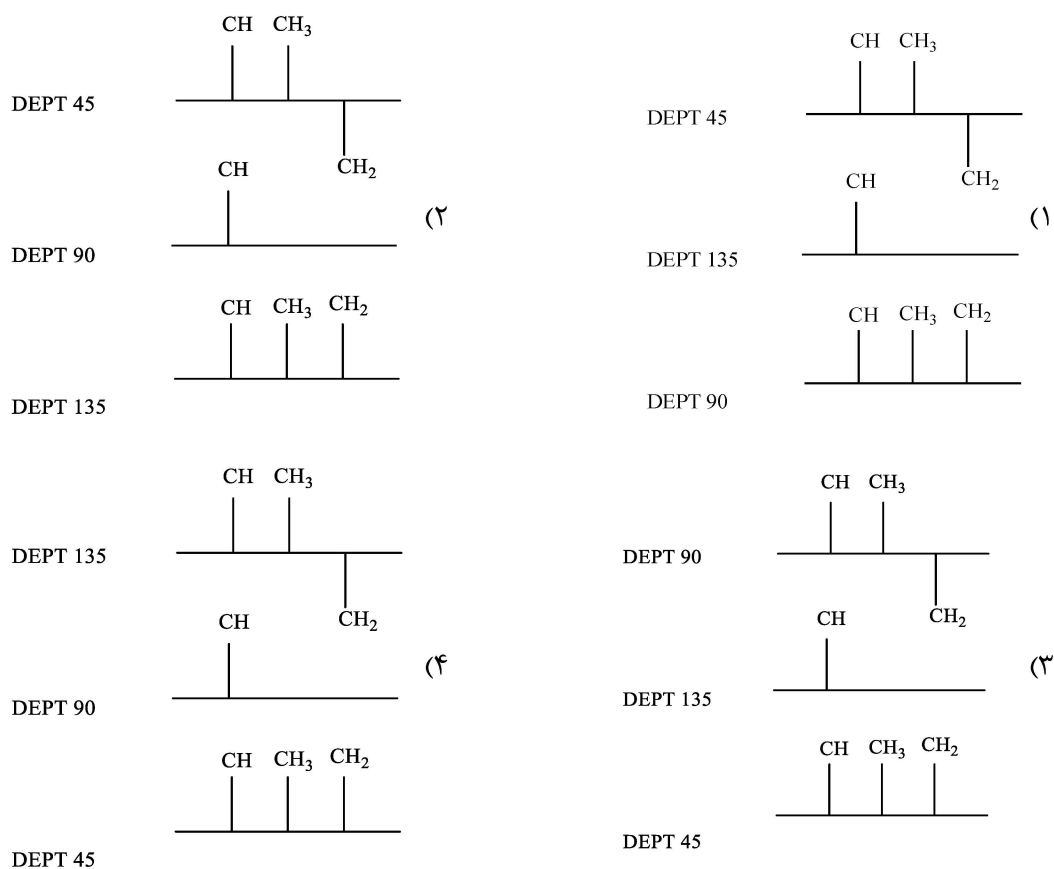 CH CH₃
DEPT 45
CH₂
CH
DEPT 135
CH CH₃ CH₂
DEPT 90
(۱
CH CH₃
DEPT 45
CH₂
CH
DEPT 90
CH CH₃ CH₂
DEPT 135
(۲
CH CH₃
DEPT 90
CH₂
CH
DEPT 135
CH CH₃ CH₂
DEPT 45
(۳
CH CH₃
DEPT 135
CH₂
CH
DEPT 90
CH CH₃ CH₂
DEPT 45
(۴